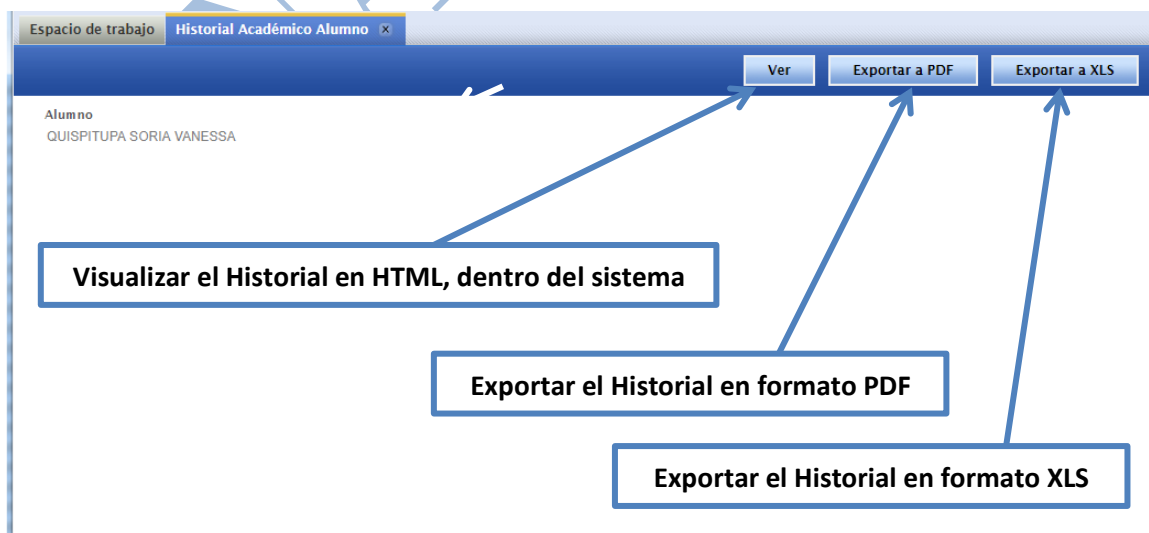 Espacio de trabajo Historial Académico Alumno x
Ver Exportar a PDF Exportar a XLS
Alumno
QUISPITUPA SORIA VANESSA
Visualizar el Historial en HTML, dentro del sistema
Exportar el Historial en formato PDF
Exportar el Historial en formato XLS